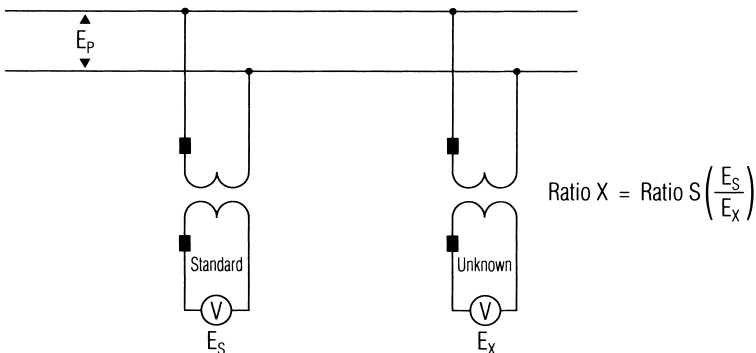 E_P
Standard
Unknown
V
V
E_S
E_X
Ratio X = Ratio S (E_S / E_X)